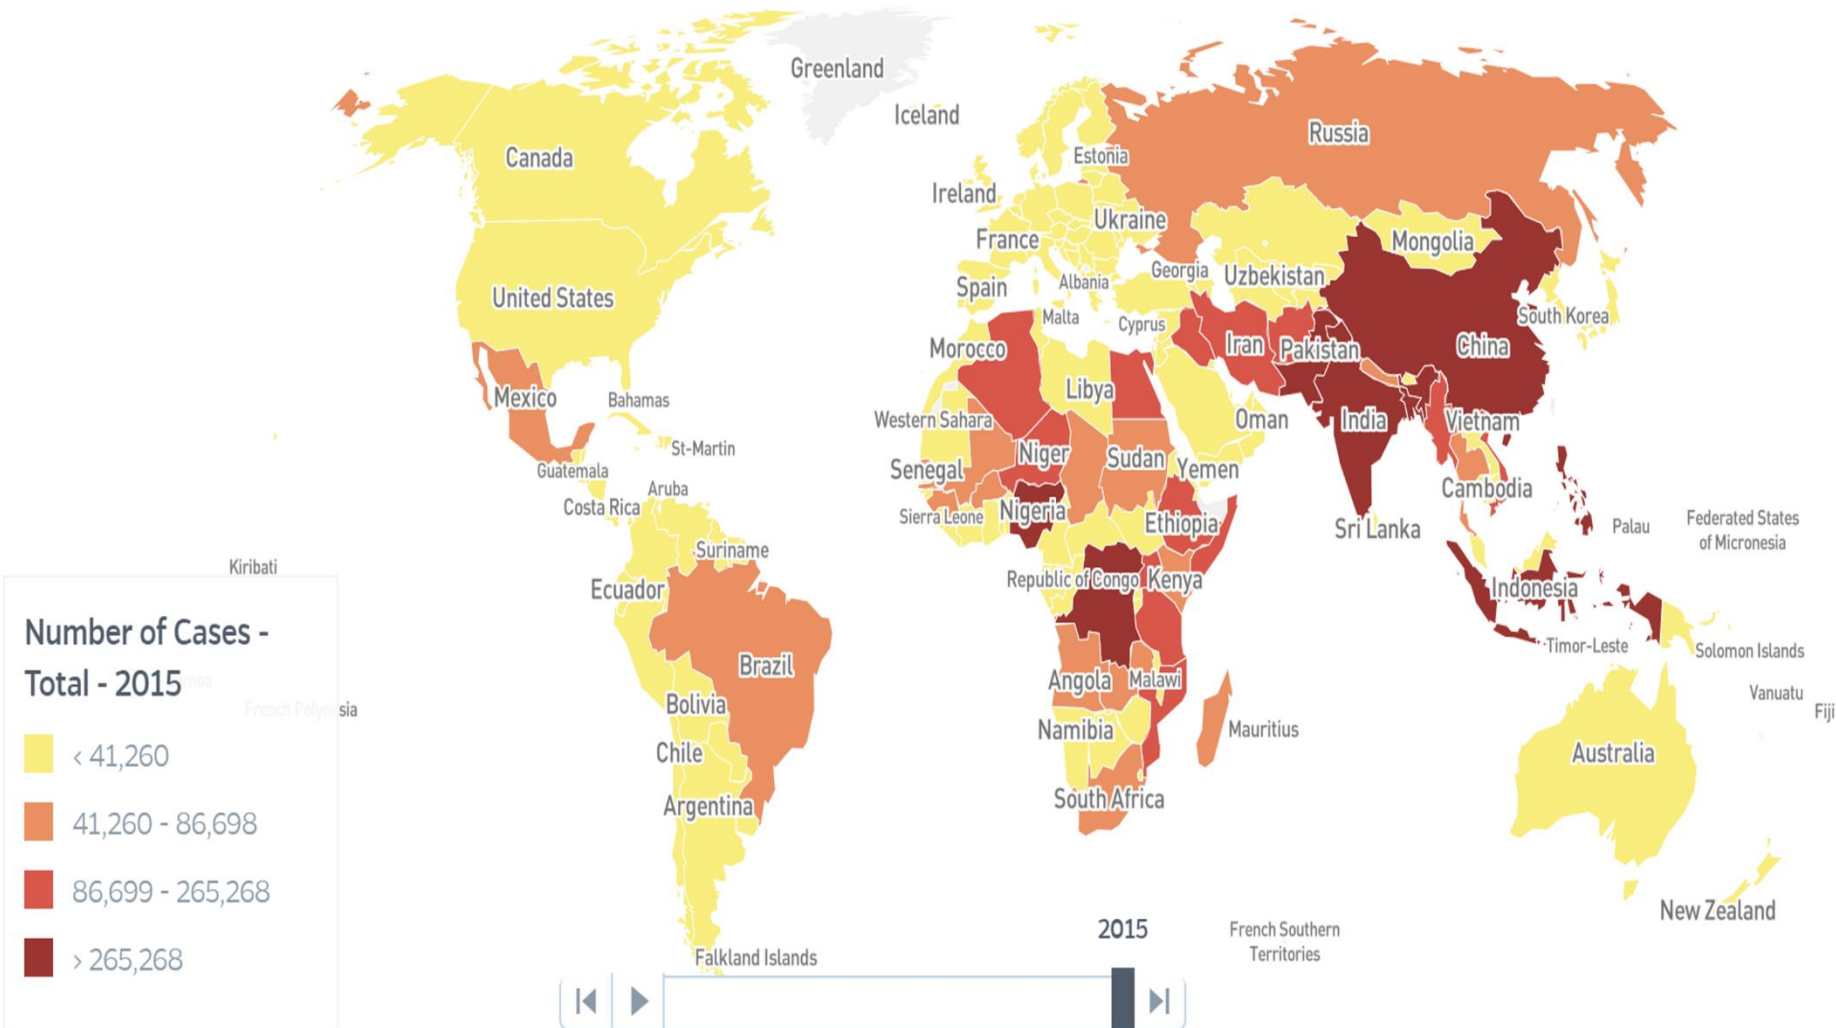 Greenland
Iceland
Canada
Russia
Estonia
Ireland
Ukraine
France
Mongolia
Georgia
Uzbekistan
Albania
Spain
United States
Malta
Cyprus
South Korea
Morocco
Iran
Pakistan
China
Libya
Mexico
Bahamas
Western Sahara
Oman
India
Vietnam
St-Martin
Niger
Sudan
Guatemala
Senegal
Yemen
Aruba
Cambodia
Costa Rica
Sierra Leone
Nigeria
Ethiopia
Sri Lanka
Palau
Federated States
of Micronesia
Suriname
Kiribati
Republic of Congo
Kenya
Ecuador
Indonesia
Number of Cases -
Total - 2015
Timor-Leste
Solomon Islands
Brazil
Angola
Malawi
Vanuatu
French Polynesia
Bolivia
Fiji
Namibia
Mauritius
Chile
Australia
< 41,260
Argentina
South Africa
41,260 - 86,698
86,699 - 265,268
New Zealand
2015
French Southern
Territories
> 265,268
Falkland Islands